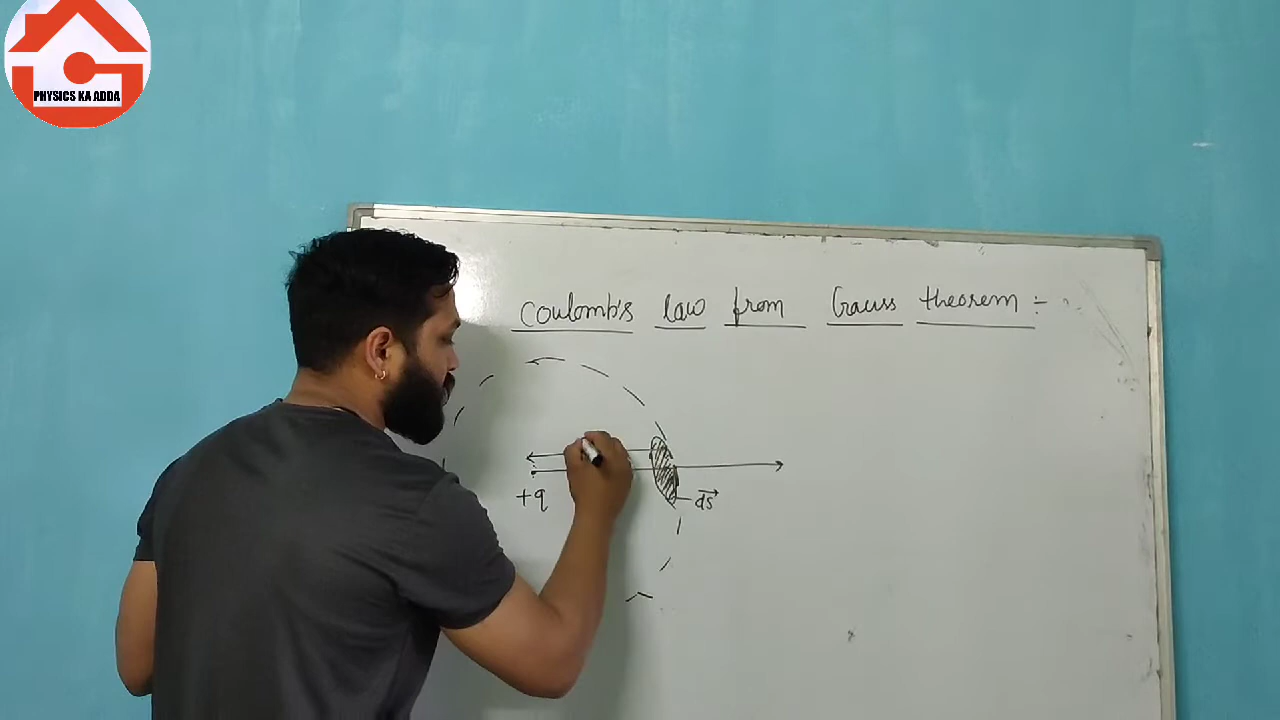 PHYSICS KA ADDA
Coulomb's law from Gauss theorem :-
+q
ds